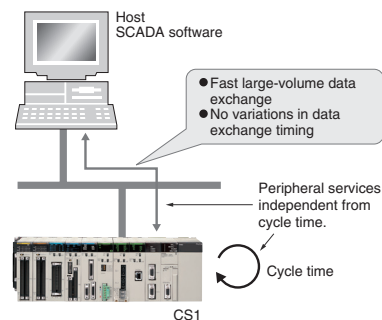 Host
SCADA software
● Fast large-volume data
exchange
● No variations in data
exchange timing
Peripheral services
independent from
cycle time.
Cycle time
CS1